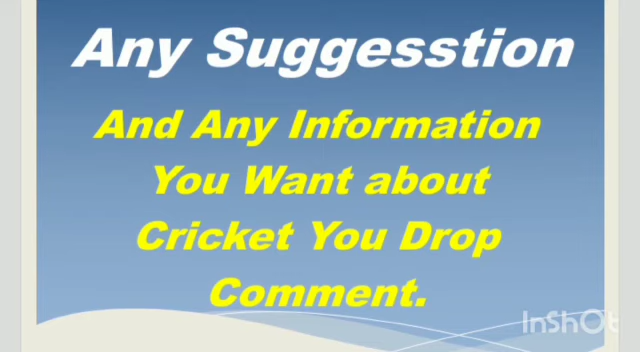 Any Suggesstion
And Any Information
You Want about
Cricket You Drop
Comment.
InShOt